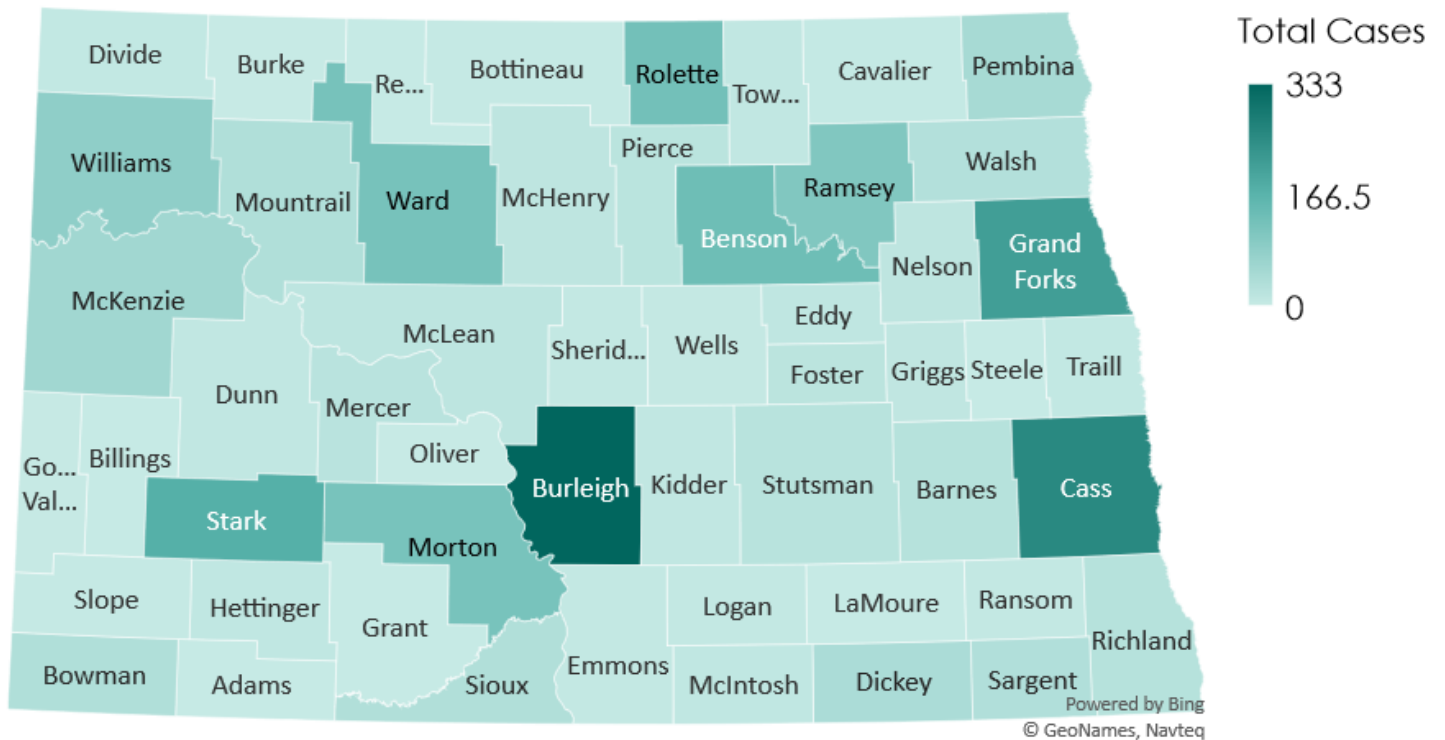 Total Cases
333
166.5
0
Divide
Burke
Re...
Bottineau
Rolette
Tow...
Cavalier
Pembina
Williams
Mountrail
Ward
McHenry
Pierce
Benson
Ramsey
Walsh
Nelson
Grand
Forks
McKenzie
McLean
Sherid...
Wells
Eddy
Foster
Griggs
Steele
Traill
Dunn
Mercer
Oliver
Go...
Val...
Billings
Stark
Morton
Burleigh
Kidder
Stutsman
Barnes
Cass
Slope
Hettinger
Grant
Logan
LaMoure
Ransom
Richland
Bowman
Adams
Sioux
Emmons
McIntosh
Dickey
Sargent
Powered by Bing
© GeoNames, Navteq